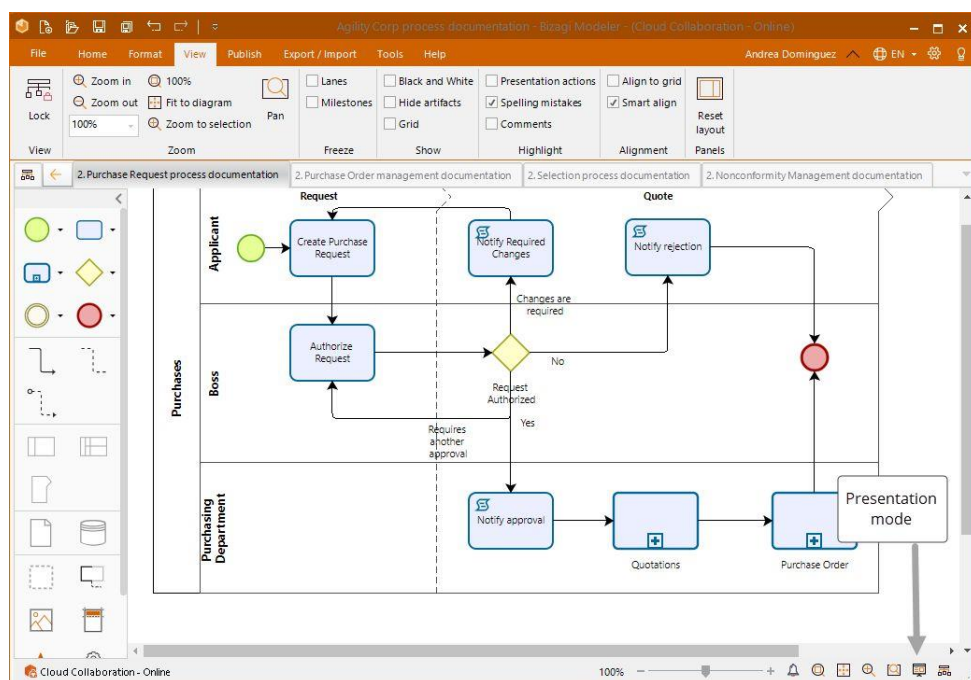 Agility Corp process documentation - Bizagi Modeler - (Cloud Collaboration - Online)
File Home Format View Publish Export / Import Tools Help Andrea Dominguez EN
Zoom in 100% Lanes Black and White Presentation actions Align to grid
Zoom out Fit to diagram Milestones Hide artifacts Spelling mistakes Smart align
Lock 100% Zoom to selection Pan Grid Comments Reset
layout
View Zoom Freeze Show Highlight Alignment Panels
2. Purchase Request process documentation 2. Purchase Order management documentation 2. Selection process documentation 2. Nonconformity Management documentation
Request Quote
Purchases
Applicant
Create Purchase
Request
Notify Required
Changes
Notify rejection
Changes are
required
Boss
Authorize
Request
No
Request
Authorized
Yes
Requires
another
approval
Purchasing
Department
Notify approval
Quotations
Purchase Order
Presentation
mode
Cloud Collaboration - Online 100%